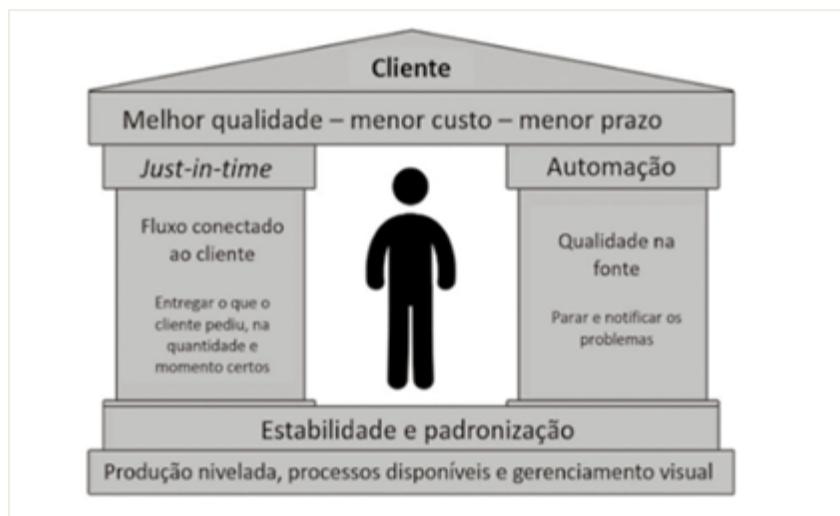 Cliente
Melhor qualidade – menor custo – menor prazo
Just-in-time
Fluxo conectado
ao cliente
Entregar o que o
cliente pediu, na
quantidade e
momento certos
Automação
Qualidade na
fonte
Parar e notificar os
problemas
Estabilidade e padronização
Produção nivelada, processos disponíveis e gerenciamento visual